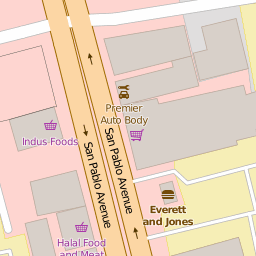 Premier
Auto Body
Indus Foods
San Pablo Avenue
San Pablo Avenue
Everett
and Jones
Halal Food
and Meat